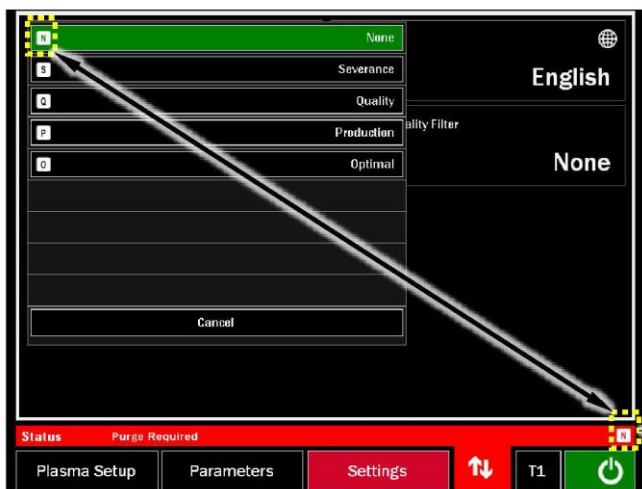 N None
S Severance
Q Quality
P Production
O Optimal
Cancel
English
ality Filter
None
Status Purge Required N
Plasma Setup Parameters Settings T1